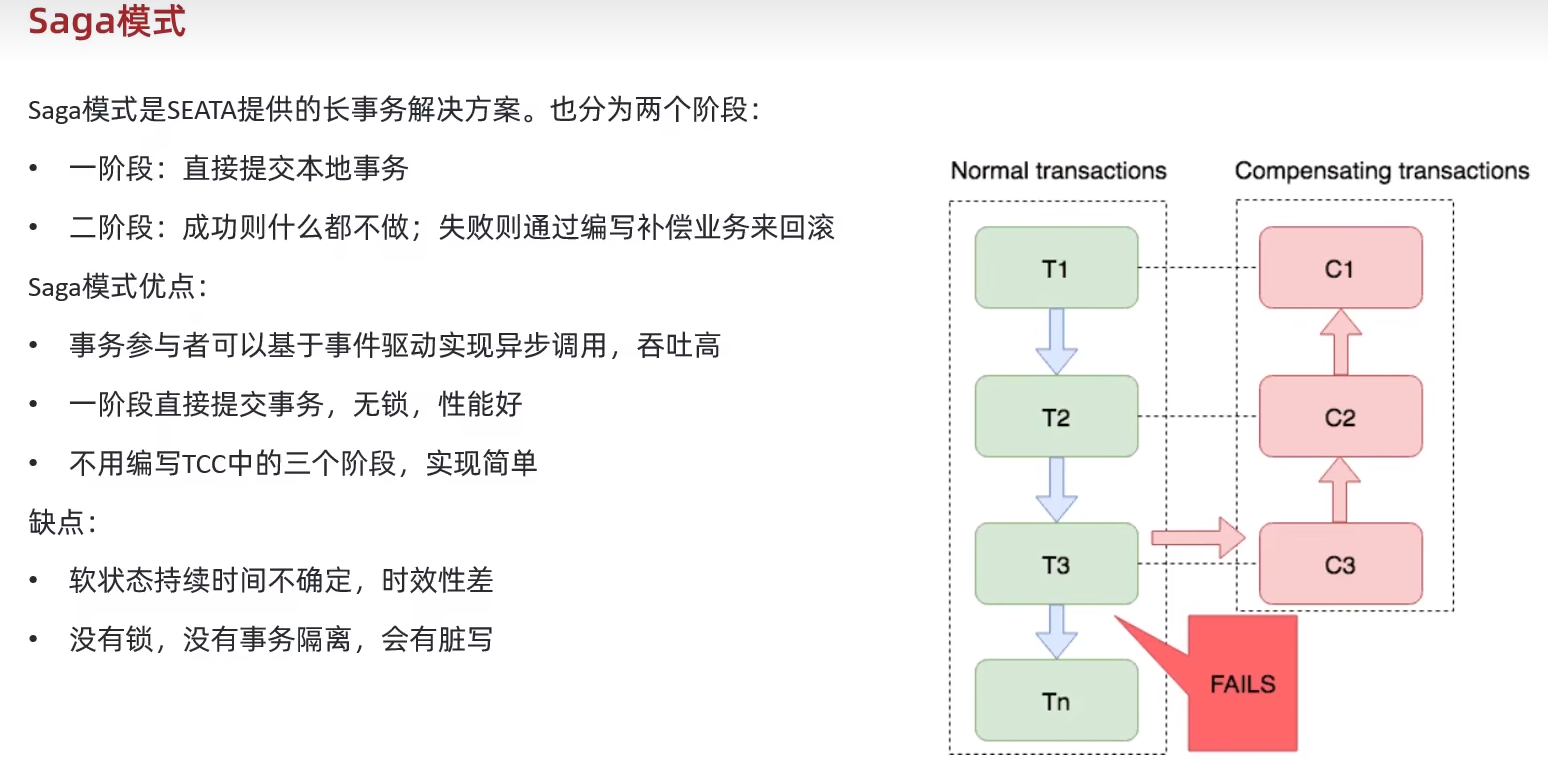 Saga模式
Saga模式是SEATA提供的长事务解决方案。也分为两个阶段：
• 一阶段：直接提交本地事务
• 二阶段：成功则什么都不做；失败则通过编写补偿业务来回滚
Saga模式优点：
• 事务参与者可以基于事件驱动实现异步调用，吞吐高
• 一阶段直接提交事务，无锁，性能好
• 不用编写TCC中的三个阶段，实现简单
缺点：
• 软状态持续时间不确定，时效性差
• 没有锁，没有事务隔离，会有脏写
Normal transactions
Compensating transactions
T1
C1
T2
C2
T3
C3
Tn
FAILS